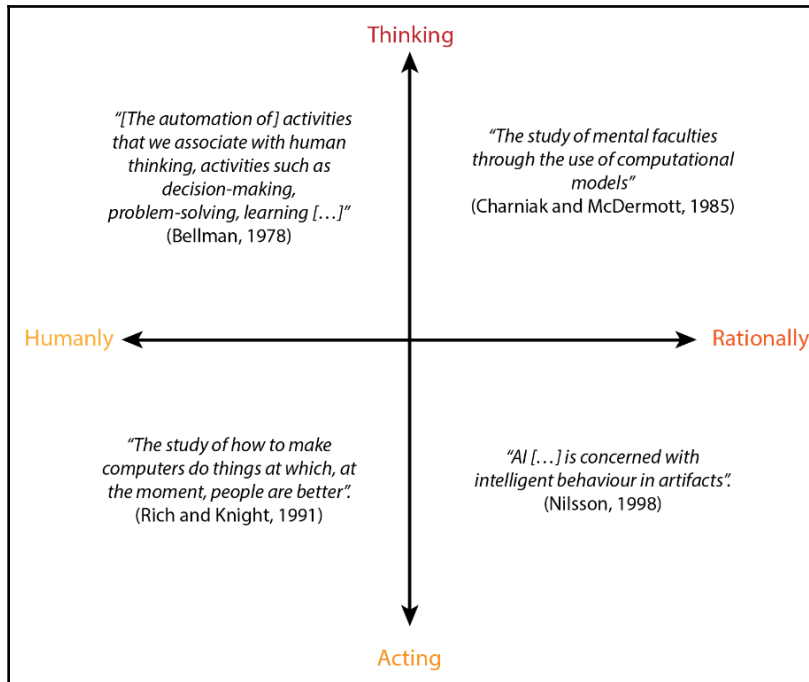 Thinking
“[The automation of] activities
that we associate with human
thinking, activities such as
decision-making,
problem-solving, learning […]”
(Bellman, 1978)
“The study of mental faculties
through the use of computational
models”
(Charniak and McDermott, 1985)
Humanly
Rationally
“The study of how to make
computers do things at which, at
the moment, people are better”.
(Rich and Knight, 1991)
“AI […] is concerned with
intelligent behaviour in artifacts”.
(Nilsson, 1998)
Acting